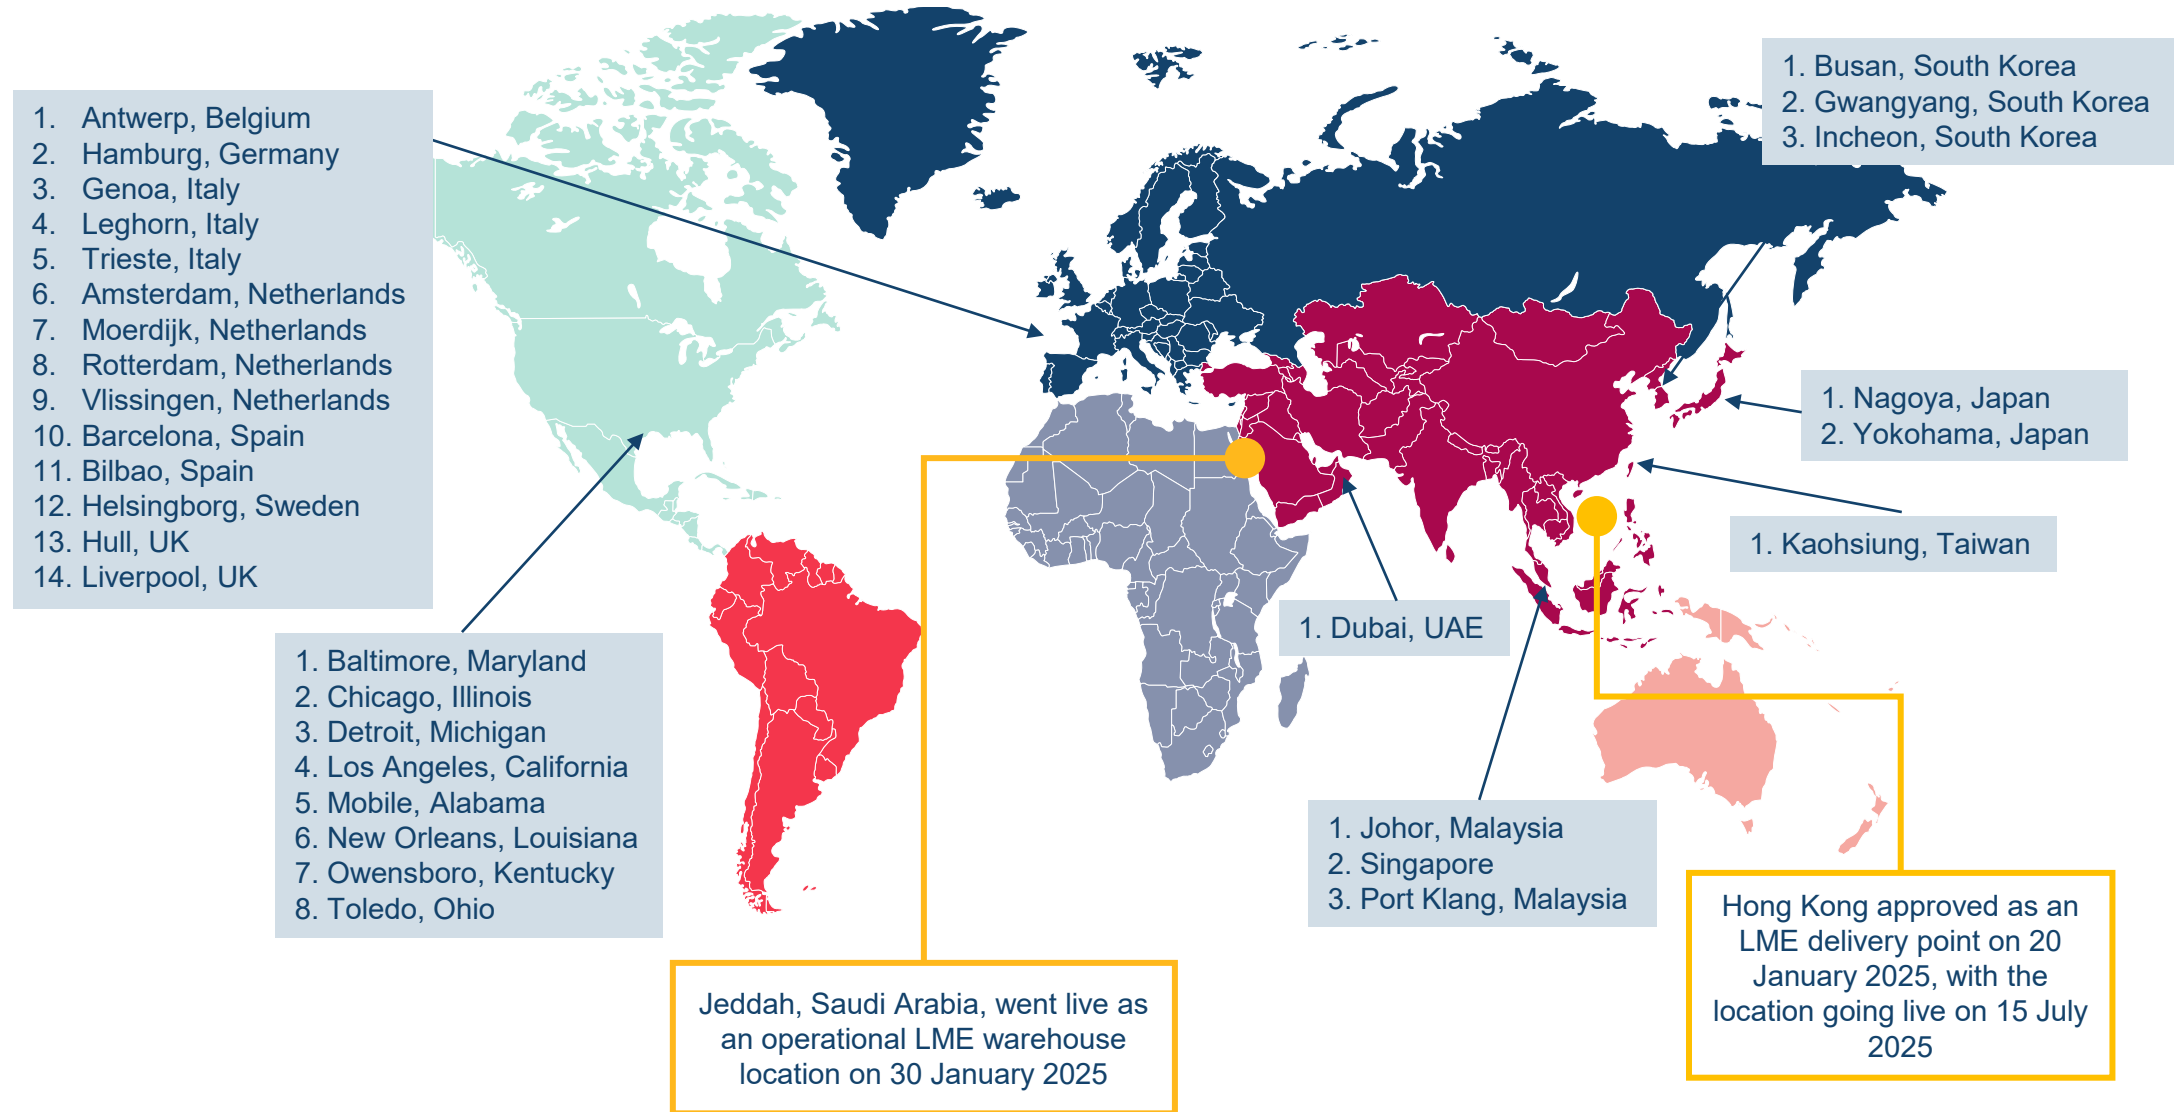 1. Antwerp, Belgium
2. Hamburg, Germany
3. Genoa, Italy
4. Leghorn, Italy
5. Trieste, Italy
6. Amsterdam, Netherlands
7. Moerdijk, Netherlands
8. Rotterdam, Netherlands
9. Vlissingen, Netherlands
10. Barcelona, Spain
11. Bilbao, Spain
12. Helsingborg, Sweden
13. Hull, UK
14. Liverpool, UK
1. Baltimore, Maryland
2. Chicago, Illinois
3. Detroit, Michigan
4. Los Angeles, California
5. Mobile, Alabama
6. New Orleans, Louisiana
7. Owensboro, Kentucky
8. Toledo, Ohio
1. Busan, South Korea
2. Gwangyang, South Korea
3. Incheon, South Korea
1. Nagoya, Japan
2. Yokohama, Japan
1. Kaohsiung, Taiwan
1. Dubai, UAE
1. Johor, Malaysia
2. Singapore
3. Port Klang, Malaysia
Jeddah, Saudi Arabia, went live as
an operational LME warehouse
location on 30 January 2025
Hong Kong approved as an
LME delivery point on 20
January 2025, with the
location going live on 15 July
2025